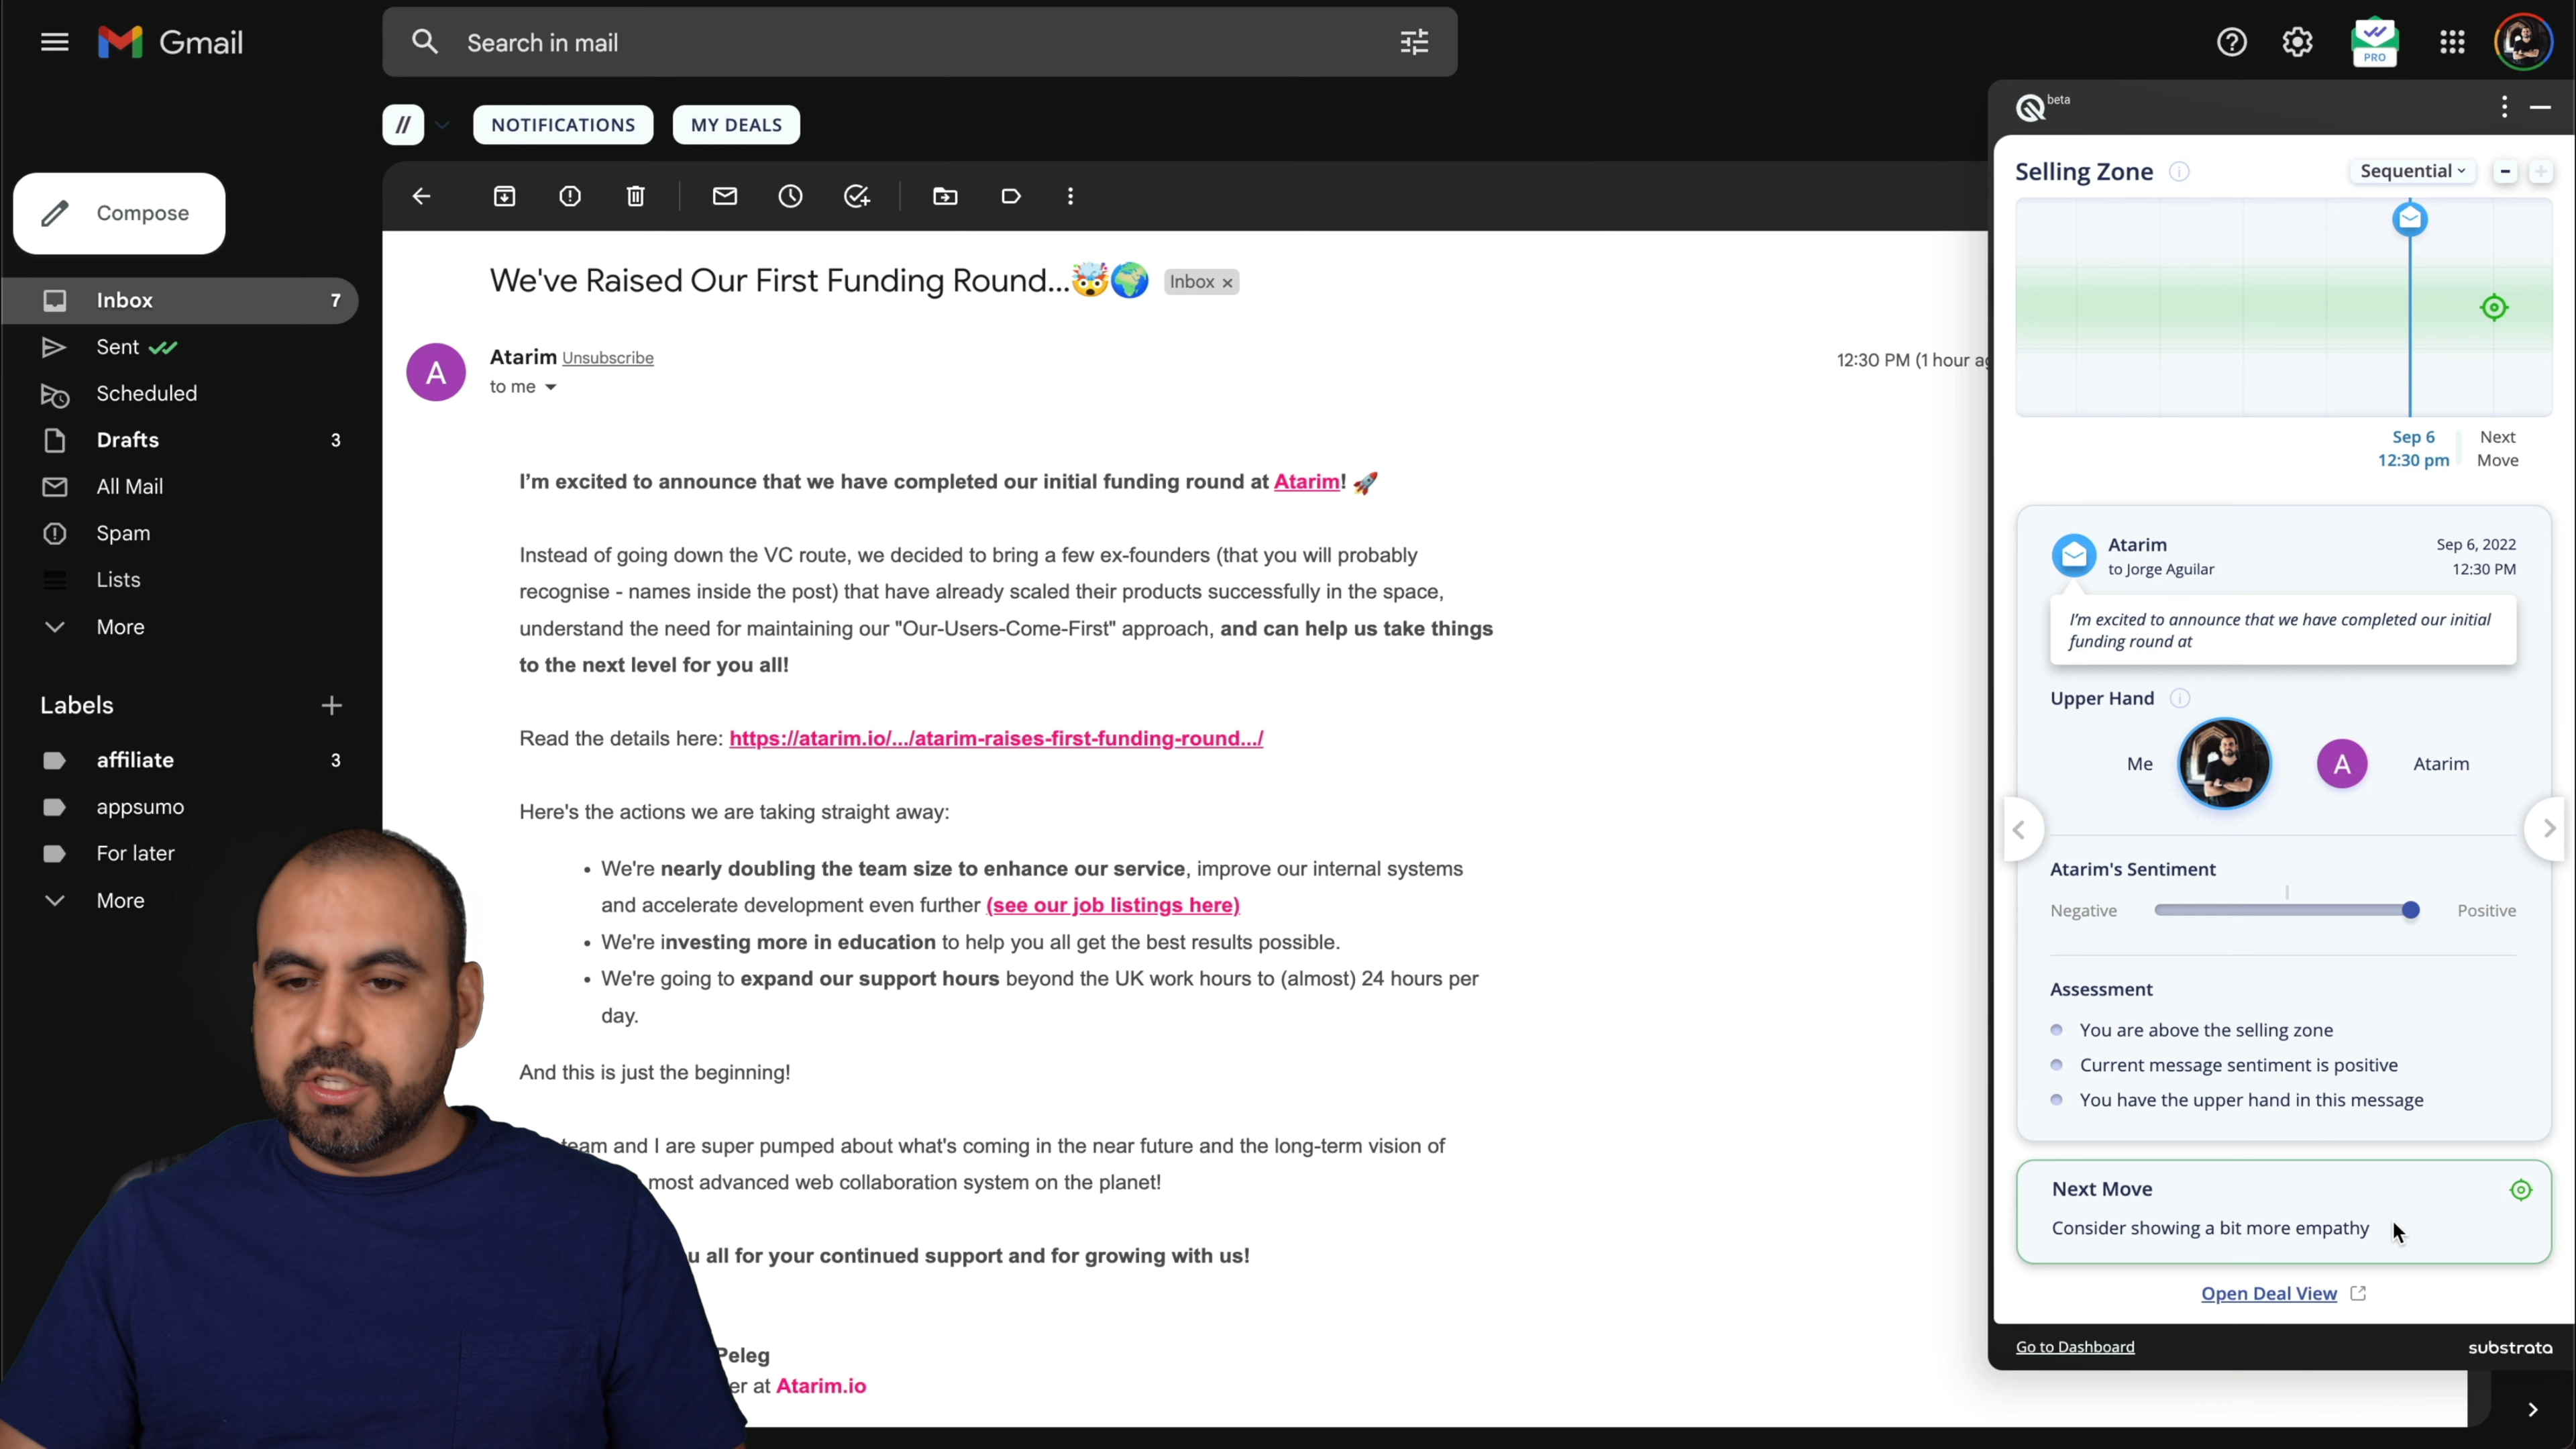 Gmail
Search in mail
PRO
NOTIFICATIONS
MY DEALS
Compose
Inbox 7
Sent
Scheduled
Drafts 3
All Mail
Spam
Lists
More
Labels
affiliate 3
appsumo
For later
More
We've Raised Our First Funding Round...🤯🌍 Inbox ×
A
Atarim Unsubscribe
to me
12:30 PM (1 hour
I'm excited to announce that we have completed our initial funding round at Atarim! 🚀
Instead of going down the VC route, we decided to bring a few ex-founders (that you will probably
recognise - names inside the post) that have already scaled their products successfully in the space,
understand the need for maintaining our "Our-Users-Come-First" approach, and can help us take things
to the next level for you all!
Read the details here: https://atarim.io/.../atarim-raises-first-funding-round.../
Here's the actions we are taking straight away:
• We're nearly doubling the team size to enhance our service, improve our internal systems
and accelerate development even further (see our job listings here)
• We're investing more in education to help you all get the best results possible.
• We're going to expand our support hours beyond the UK work hours to (almost) 24 hours per
day.
And this is just the beginning!
team and I are super pumped about what's coming in the near future and the long-term vision of
most advanced web collaboration system on the planet!
all for your continued support and for growing with us!
Peleg
at Atarim.io
beta
Selling Zone
Sequential
Sep 6
12:30 pm
Next
Move
Atarim
to Jorge Aguilar
Sep 6, 2022
12:30 PM
I'm excited to announce that we have completed our initial
funding round at
Upper Hand
Me
A
Atarim
Atarim's Sentiment
Negative
Positive
Assessment
You are above the selling zone
Current message sentiment is positive
You have the upper hand in this message
Next Move
Consider showing a bit more empathy
Open Deal View
Go to Dashboard
substrata